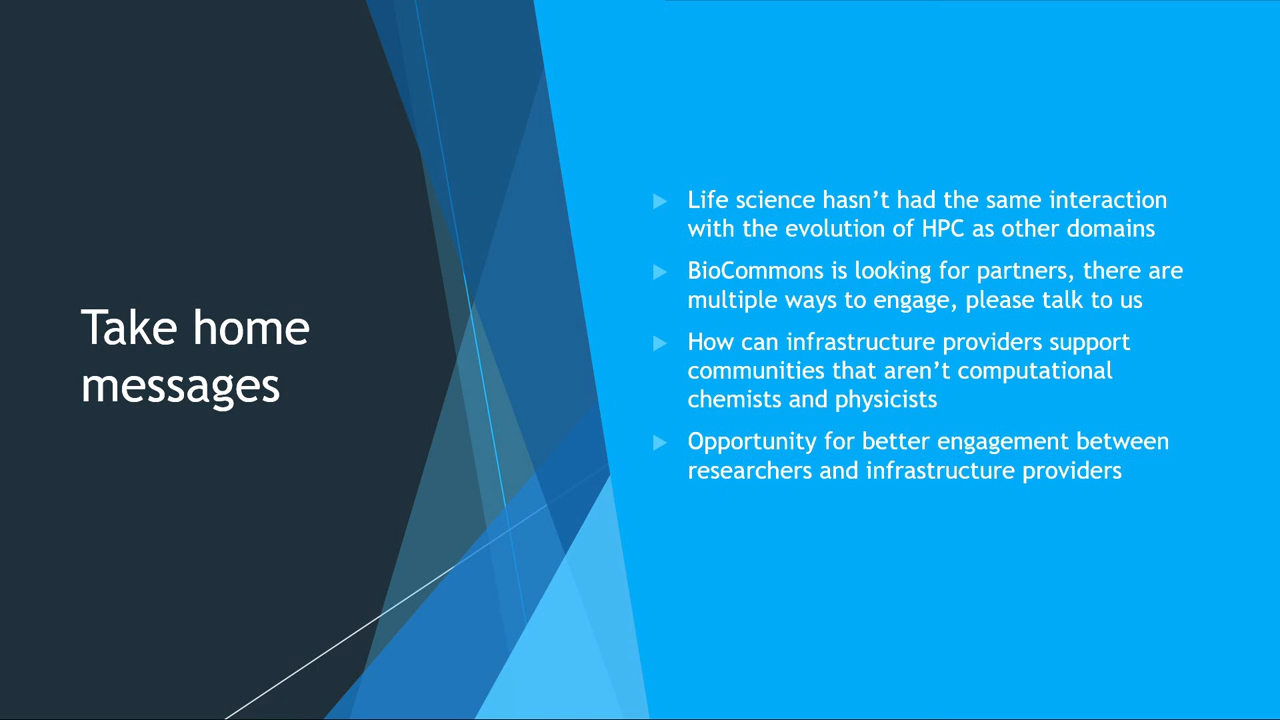 Take home
messages
Life science hasn’t had the same interaction
with the evolution of HPC as other domains
BioCommons is looking for partners, there are
multiple ways to engage, please talk to us
How can infrastructure providers support
communities that aren’t computational
chemists and physicists
Opportunity for better engagement between
researchers and infrastructure providers